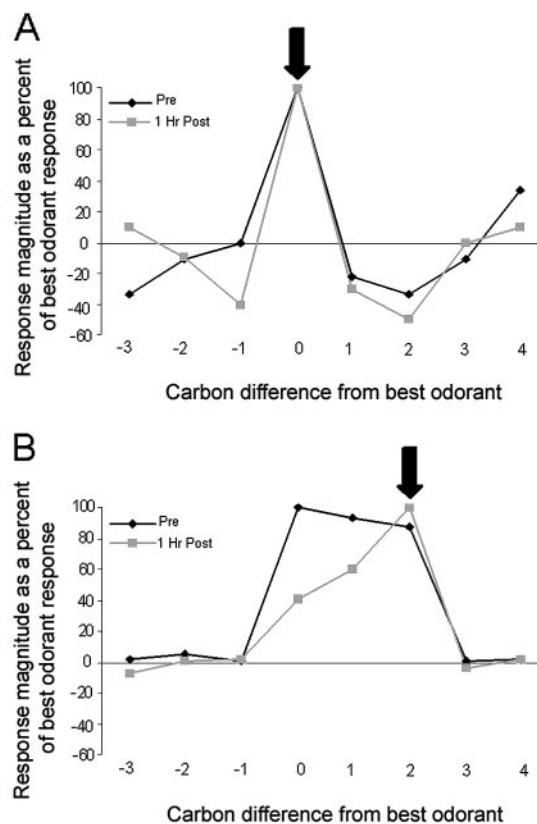 A
Response magnitude as a percent
of best odorant response
Pre
1 Hr Post
100
80
60
40
20
0
-20
-40
-60
-3 -2 -1 0 1 2 3 4
Carbon difference from best odorant
B
Response magnitude as a percent
of best odorant response
Pre
1 Hr Post
100
80
60
40
20
0
-20
-40
-60
-3 -2 -1 0 1 2 3 4
Carbon difference from best odorant